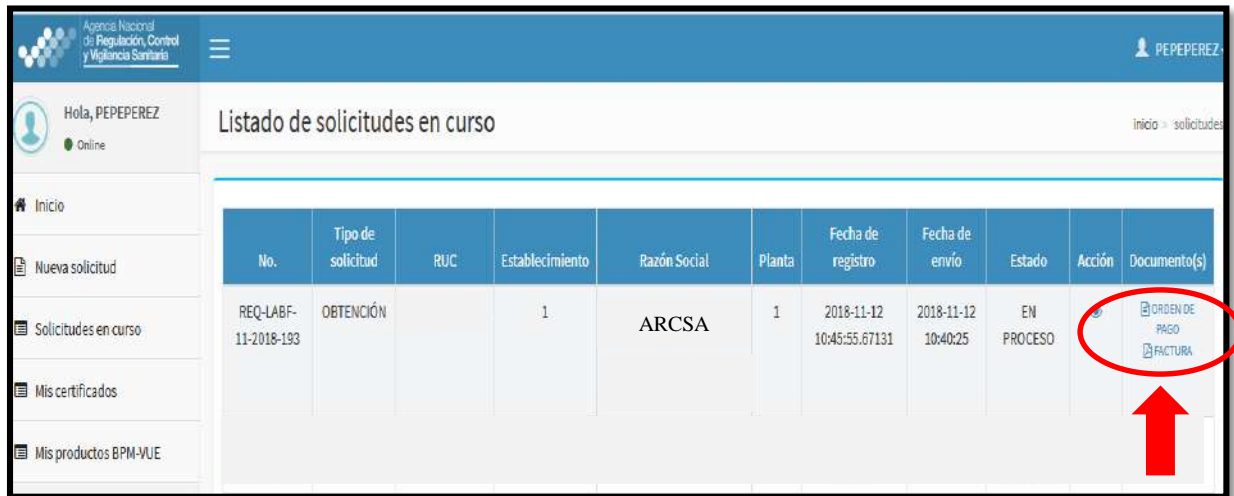 Agencia Nacional
de Regulación, Control
y Vigilancia Sanitaria
PEPEPEREZ
Hola, PEPEPEREZ
Online
Listado de solicitudes en curso
inicio > solicitudes
Inicio
Nueva solicitud
Solicitudes en curso
Mis certificados
Mis productos BPM-VUE
No.
Tipo de
solicitud
RUC
Establecimiento
Razón Social
Planta
Fecha de
registro
Fecha de
envío
Estado
Acción
Documento(s)
REQ-LABF-
11-2018-193
OBTENCIÓN
1
ARCSA
1
2018-11-12
10:45:55.67131
2018-11-12
10:40:25
EN
PROCESO
ORDEN DE
PAGO
FACTURA